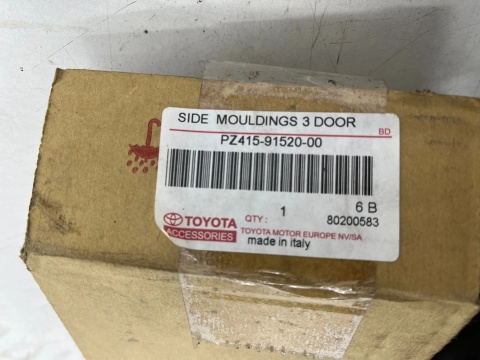 SIDE MOULDINGS 3 DOOR
BD
PZ415-91520-00
1 6 B
TOYOTA QTY : 80200583
ACCESSORIES TOYOTA MOTOR EUROPE NV/SA
made in italy